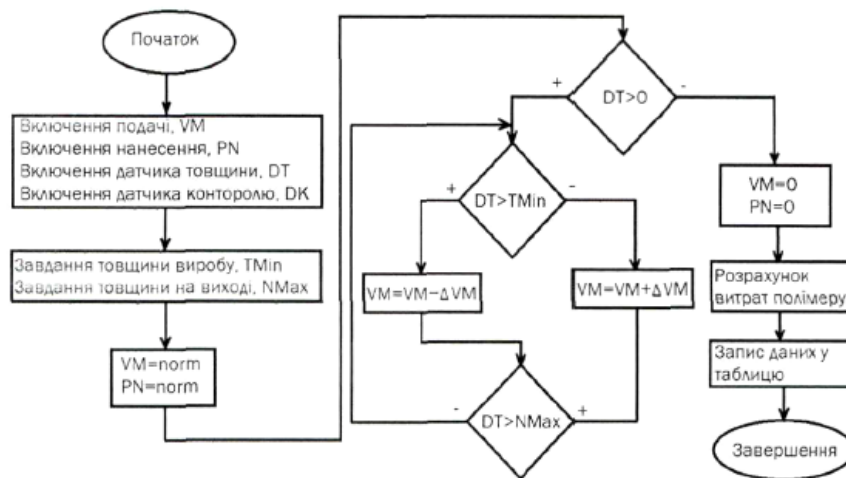 Початок
Включення подачі, VM
Включення нанесення, PN
Включення датчика товщини, DT
Включення датчика конторолю, DK
Завдання товщини виробу, TMin
Завдання товщини на виході, NMax
VM=norm
PN=norm
DT>0
+
-
DT>TMin
+
-
VM=VM−ΔVM
VM=VM+ΔVM
DT>NMax
-
+
VM=0
PN=0
Розрахунок
витрат полімеру
Запис даних у
таблицю
Завершення